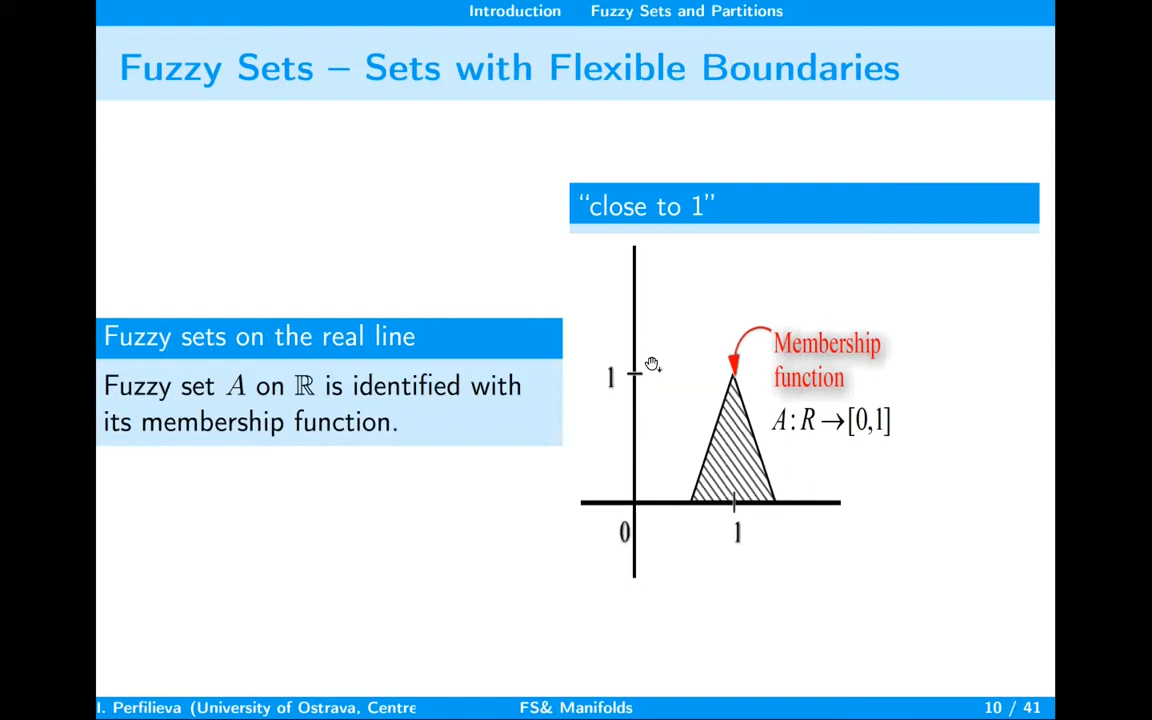 Introduction Fuzzy Sets and Partitions
Fuzzy Sets – Sets with Flexible Boundaries
“close to 1”
Fuzzy sets on the real line
Fuzzy set A on ℝ is identified with
its membership function.
1
Membership
function
A : R → [0,1]
0
1
I. Perfilieva (University of Ostrava, Centre
FS& Manifolds
10 / 41